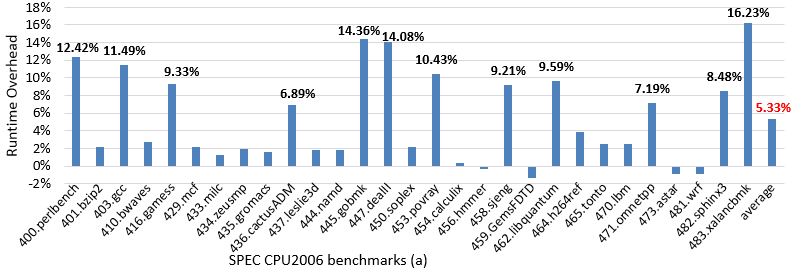 18%
16%
14%
12%
10%
8%
6%
4%
2%
0%
-2%
Runtime Overhead
12.42%
11.49%
9.33%
6.89%
14.36%
14.08%
10.43%
9.21%
9.59%
7.19%
8.48%
16.23%
5.33%
400.perlbench
401.bzip2
403.gcc
410.bwaves
416.gamess
429.mcf
433.milc
434.zeusmp
435.gromacs
436.cactusADM
437.leslie3d
444.namd
445.gobmk
447.dealII
450.soplex
453.povray
454.calculix
456.hmmer
458.sjeng
459.GemsFDTD
462.libquantum
464.h264ref
465.tonto
470.lbm
471.omnetpp
473.astar
481.wrf
482.sphinx3
483.xalancbmk
average
SPEC CPU2006 benchmarks (a)